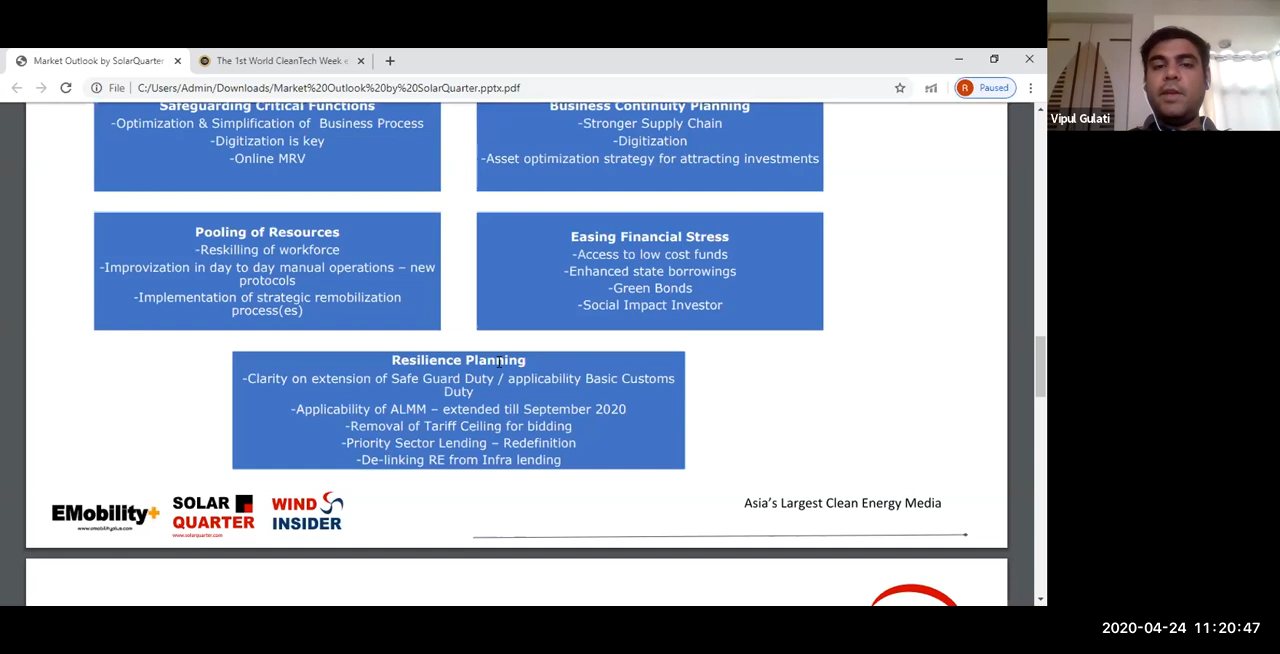 Market Outlook by SolarQuarter
The 1st World CleanTech Week e
File
C:/Users/Admin/Downloads/Market%20Outlook%20by%20SolarQuarter.pptx.pdf
R
Paused
Vipul Gulati
Safeguarding Critical Functions
-Optimization & Simplification of Business Process
-Digitization is key
-Online MRV
Business Continuity Planning
-Stronger Supply Chain
-Digitization
-Asset optimization strategy for attracting investments
Pooling of Resources
-Reskilling of workforce
-Improvization in day to day manual operations – new
protocols
-Implementation of strategic remobilization
process(es)
Easing Financial Stress
-Access to low cost funds
-Enhanced state borrowings
-Green Bonds
-Social Impact Investor
Resilience Planning
-Clarity on extension of Safe Guard Duty / applicability Basic Customs
Duty
-Applicability of ALMM – extended till September 2020
-Removal of Tariff Ceiling for bidding
-Priority Sector Lending – Redefinition
-De-linking RE from Infra lending
EMobility+
www.emobilityplus.com
SOLAR
QUARTER
www.solarquarter.com
WIND
INSIDER
Asia's Largest Clean Energy Media
2020-04-24 11:20:47